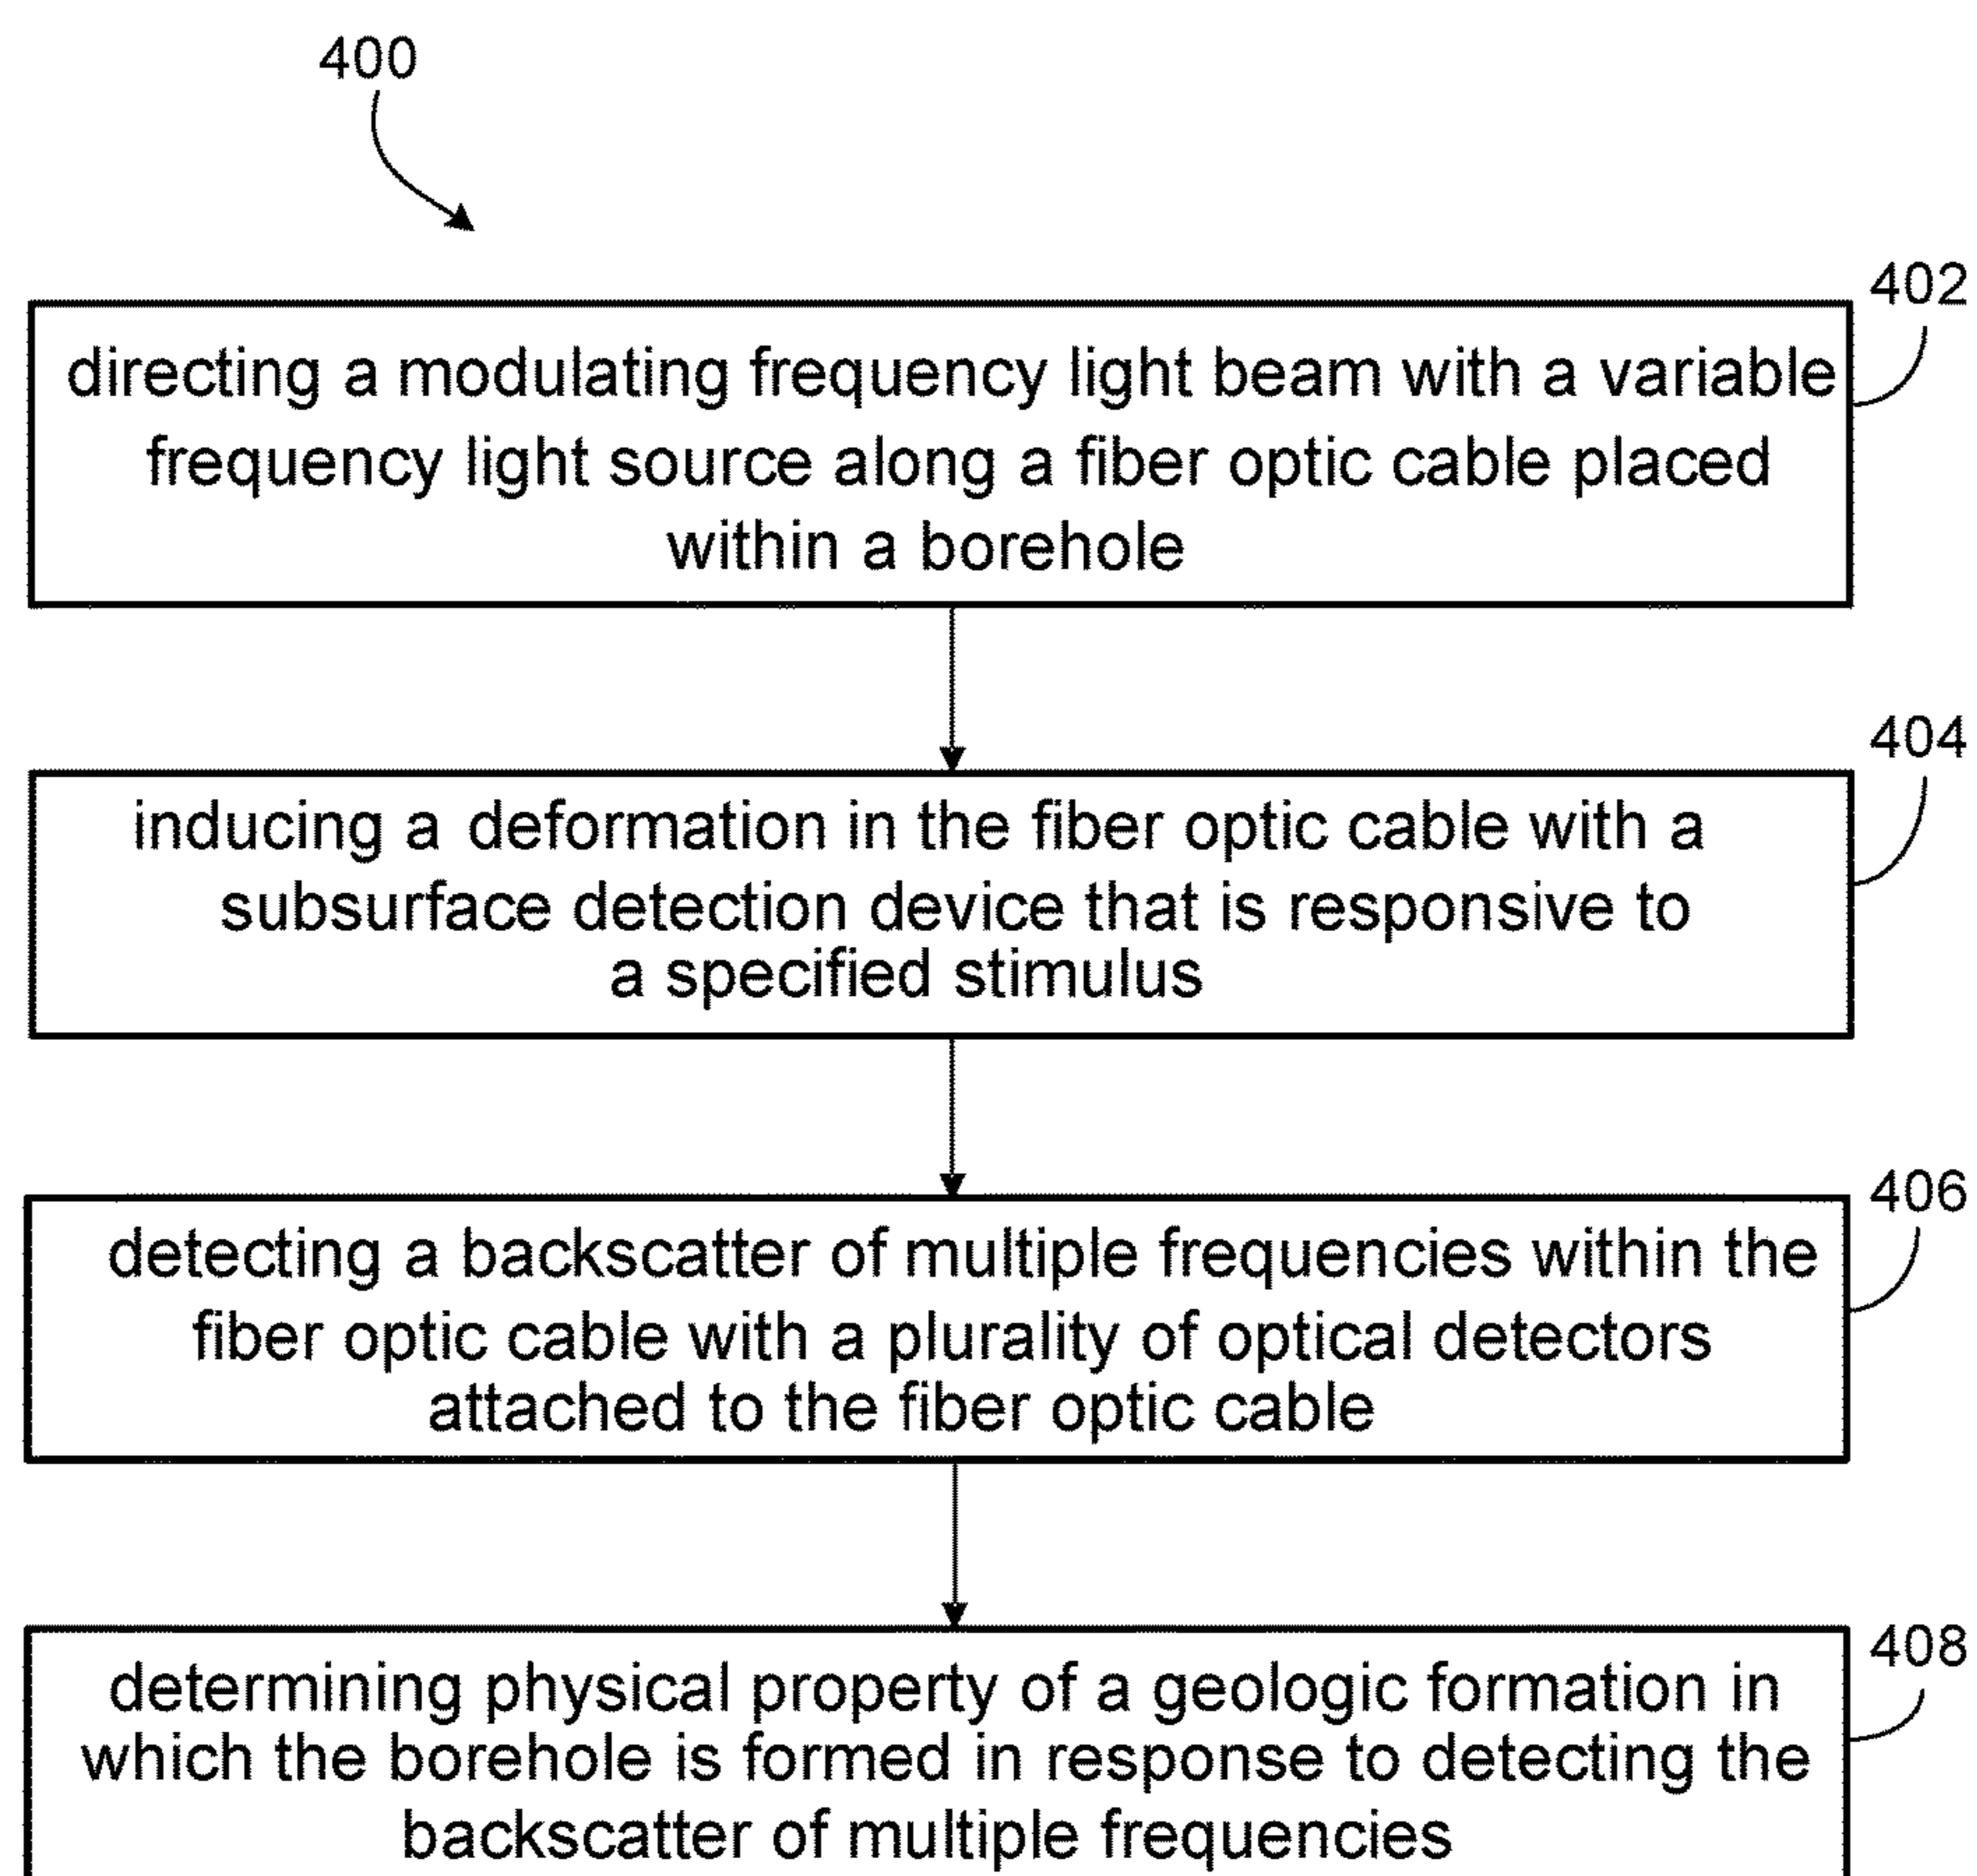 400
402
directing a modulating frequency light beam with a variable
frequency light source along a fiber optic cable placed
within a borehole
404
inducing a deformation in the fiber optic cable with a
subsurface detection device that is responsive to
a specified stimulus
406
detecting a backscatter of multiple frequencies within the
fiber optic cable with a plurality of optical detectors
attached to the fiber optic cable
408
determining physical property of a geologic formation in
which the borehole is formed in response to detecting the
backscatter of multiple frequencies